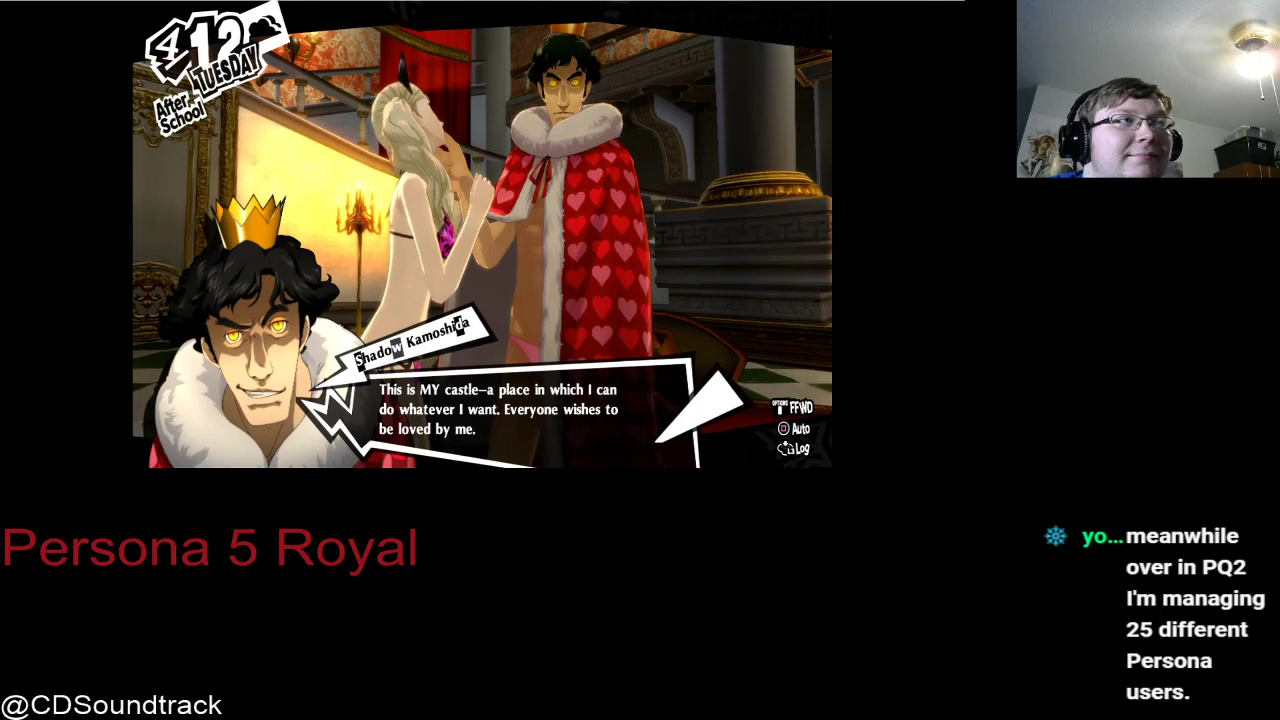 4/12
TUESDAY
After
School
Shadow Kamoshida
This is MY castle—a place in which I can
do whatever I want. Everyone wishes to
be loved by me.
OPTIONS FFWD
Auto
L3 Log
Persona 5 Royal
yo... meanwhile
over in PQ2
I'm managing
25 different
Persona
users.
@CDSoundtrack